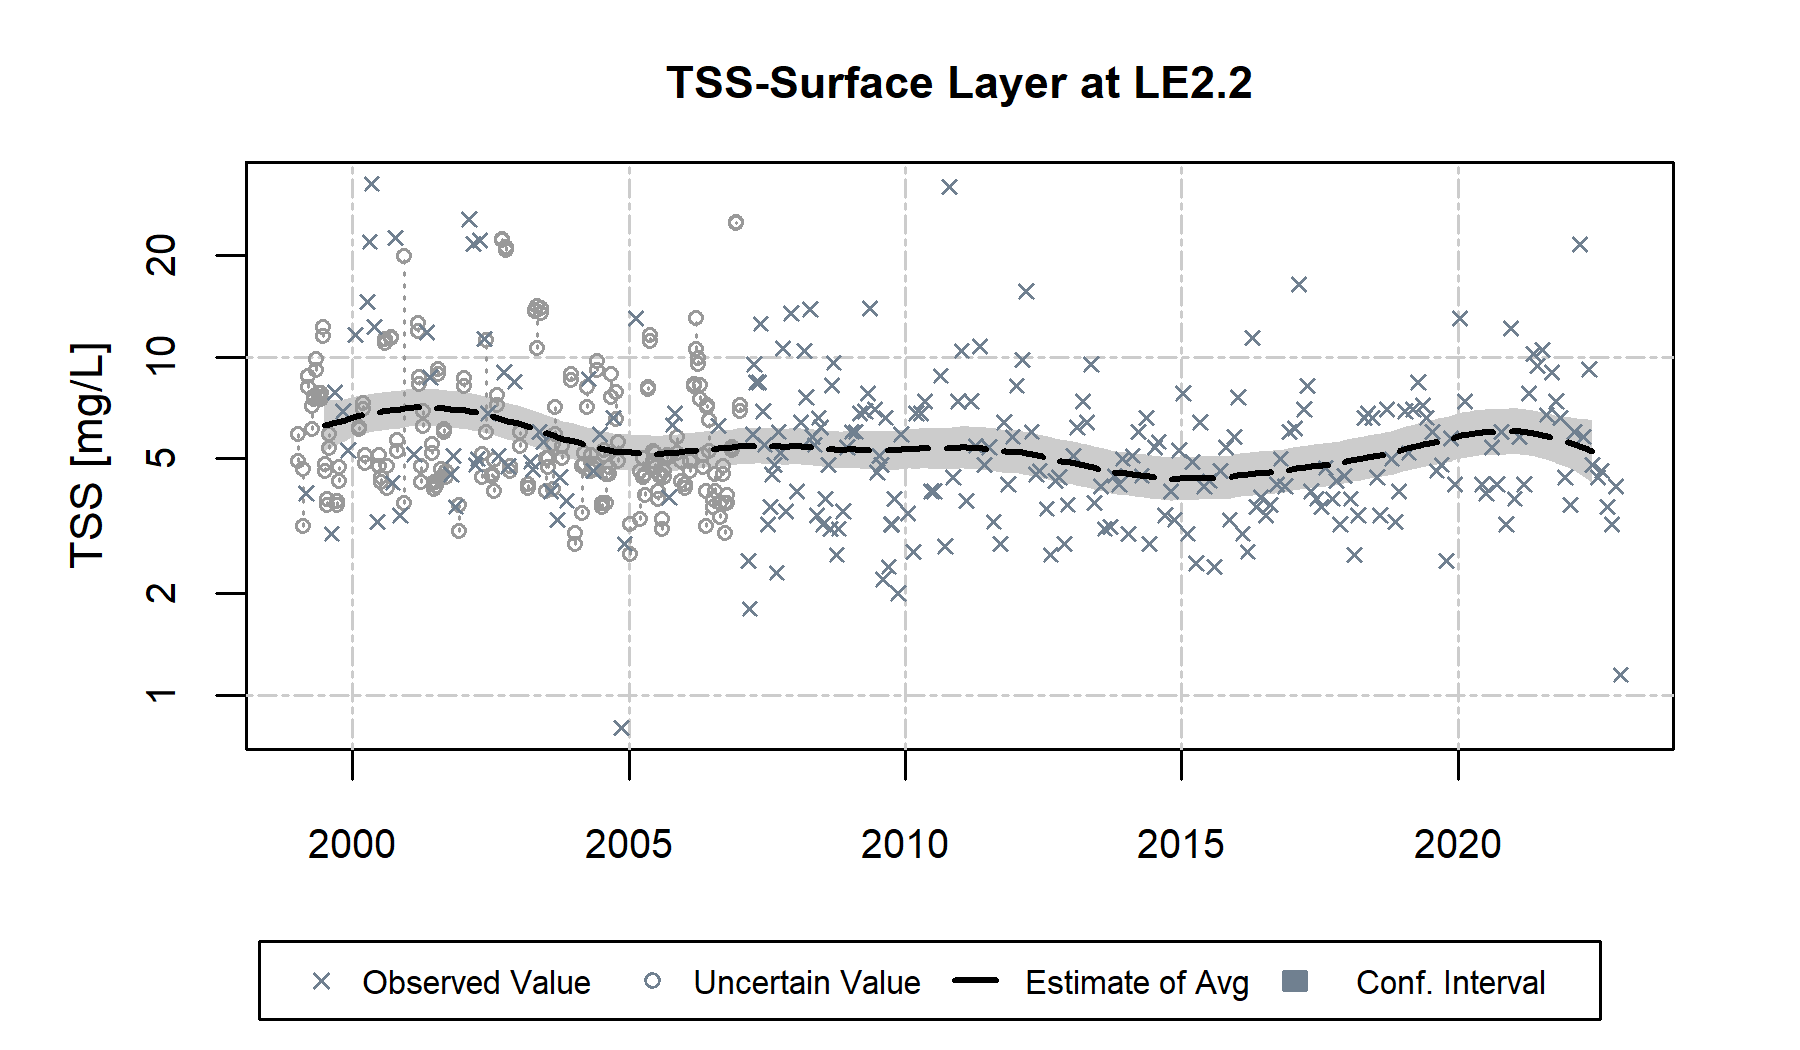 TSS-Surface Layer at LE2.2
TSS [mg/L]
20
10
5
2
1
2000 2005 2010 2015 2020
Observed Value Uncertain Value Estimate of Avg Conf. Interval